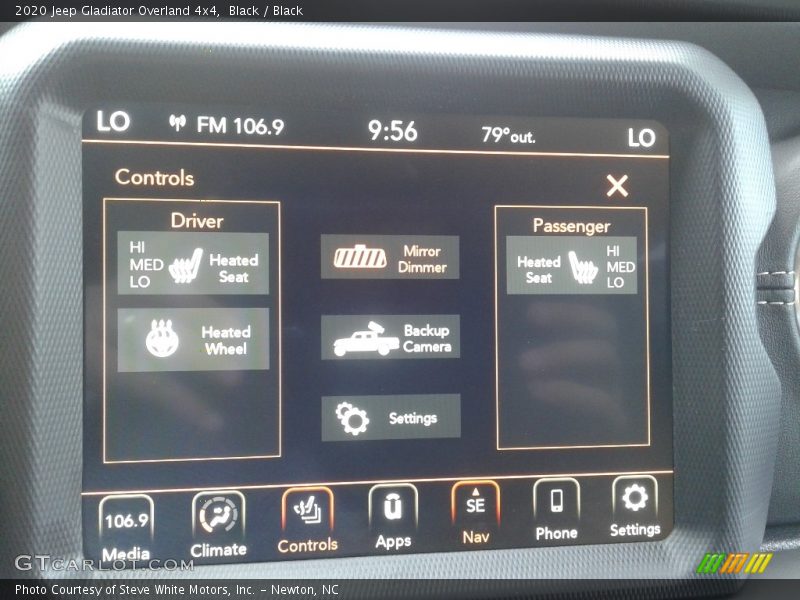 2020 Jeep Gladiator Overland 4x4,  Black / Black
LO FM 106.9 9:56 79° out. LO
Controls X
Driver
HI
MED
LO
Heated
Seat
Heated
Wheel
Mirror
Dimmer
Backup
Camera
Settings
Passenger
Heated
Seat
HI
MED
LO
106.9
Media
Climate
Controls
Apps
SE
Nav
Phone
Settings
GTCARLOT.COM
Photo Courtesy of Steve White Motors, Inc. – Newton, NC